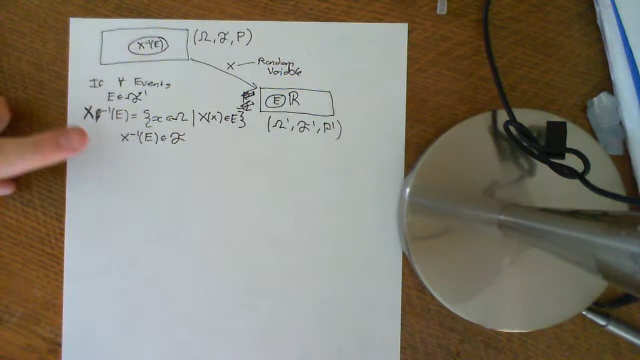 (Ω, ℱ, P)
X⁻¹(E)
X — Random
Variable
If ∀ Events
E ∈ ℱ'
E ℝ
X⁻¹(E) = {x ∈ Ω | X(x) ∈ E}
(Ω', ℱ', P')
X⁻¹(E) ∈ ℱ